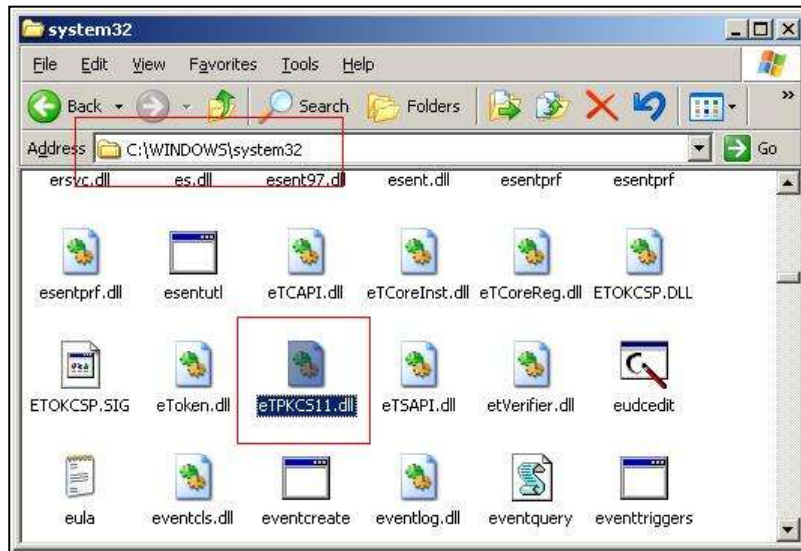 system32
File Edit View Favorites Tools Help
Back Search Folders »
Address C:\WINDOWS\system32 Go
ersvc.dll es.dll esent97.dll esent.dll esentprf esentprf
esentprf.dll esentutl eTCAPI.dll eTCoreInst.dll eTCoreReg.dll ETOKCSP.DLL
ETOKCSP.SIG eToken.dll eTPKCS11.dll eTSAPI.dll etVerifier.dll eudcedit
eula eventcls.dll eventcreate eventlog.dll eventquery eventtriggers